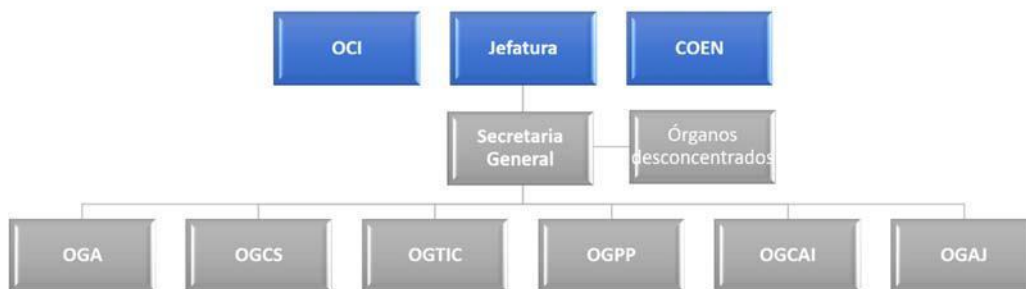 OCI
Jefatura
COEN
Secretaria
General
Órganos
desconcentrados
OGA
OGCS
OGTIC
OGPP
OGCAI
OGAJ